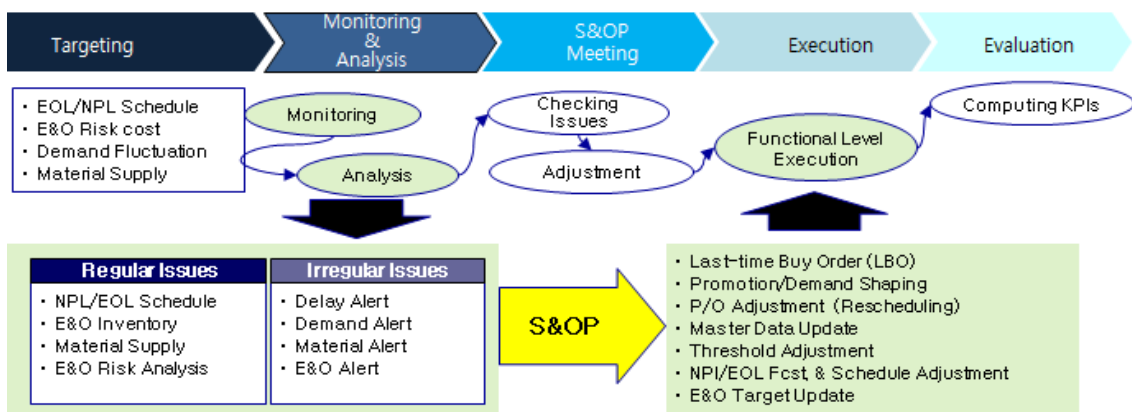 Targeting
Monitoring
&
Analysis
S&OP
Meeting
Execution
Evaluation
• EOL/NPL Schedule
• E&O Risk cost
• Demand Fluctuation
• Material Supply
Monitoring
Analysis
Checking
Issues
Adjustment
Functional Level
Execution
Computing KPIs
Regular Issues
• NPL/EOL Schedule
• E&O Inventory
• Material Supply
• E&O Risk Analysis
Irregular Issues
• Delay Alert
• Demand Alert
• Material Alert
• E&O Alert
S&OP
• Last-time Buy Order (LBO)
• Promotion/Demand Shaping
• P/O Adjustment (Rescheduling)
• Master Data Update
• Threshold Adjustment
• NPI/EOL Fcst, & Schedule Adjustment
• E&O Target Update